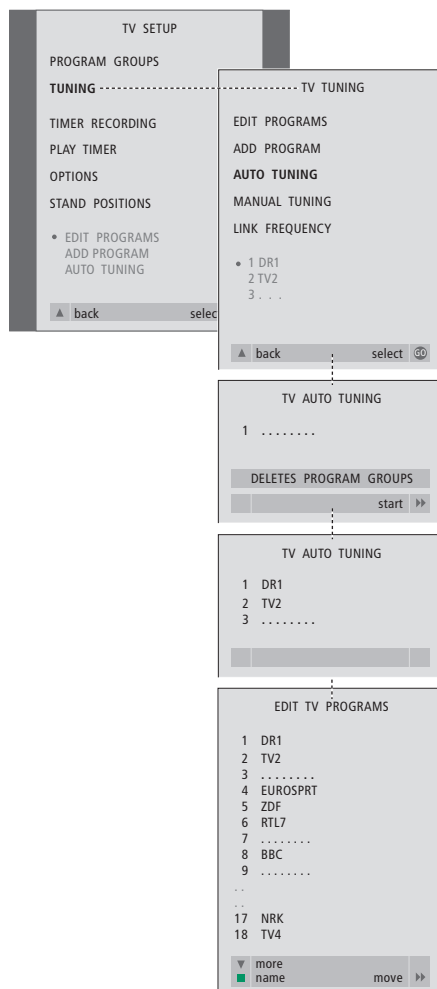 TV SETUP
PROGRAM GROUPS
TUNING
TIMER RECORDING
PLAY TIMER
OPTIONS
STAND POSITIONS
• EDIT PROGRAMS
ADD PROGRAM
AUTO TUNING
▲ back selec
TV TUNING
EDIT PROGRAMS
ADD PROGRAM
AUTO TUNING
MANUAL TUNING
LINK FREQUENCY
• 1 DR1
2 TV2
3 . . .
▲ back select GO
TV AUTO TUNING
1 ........
DELETES PROGRAM GROUPS
start
TV AUTO TUNING
1 DR1
2 TV2
3 ........
EDIT TV PROGRAMS
1 DR1
2 TV2
3 ........
4 EUROSPRT
5 ZDF
6 RTL7
7 ........
8 BBC
9 ........
. .
. .
17 NRK
18 TV4
▼ more
name move